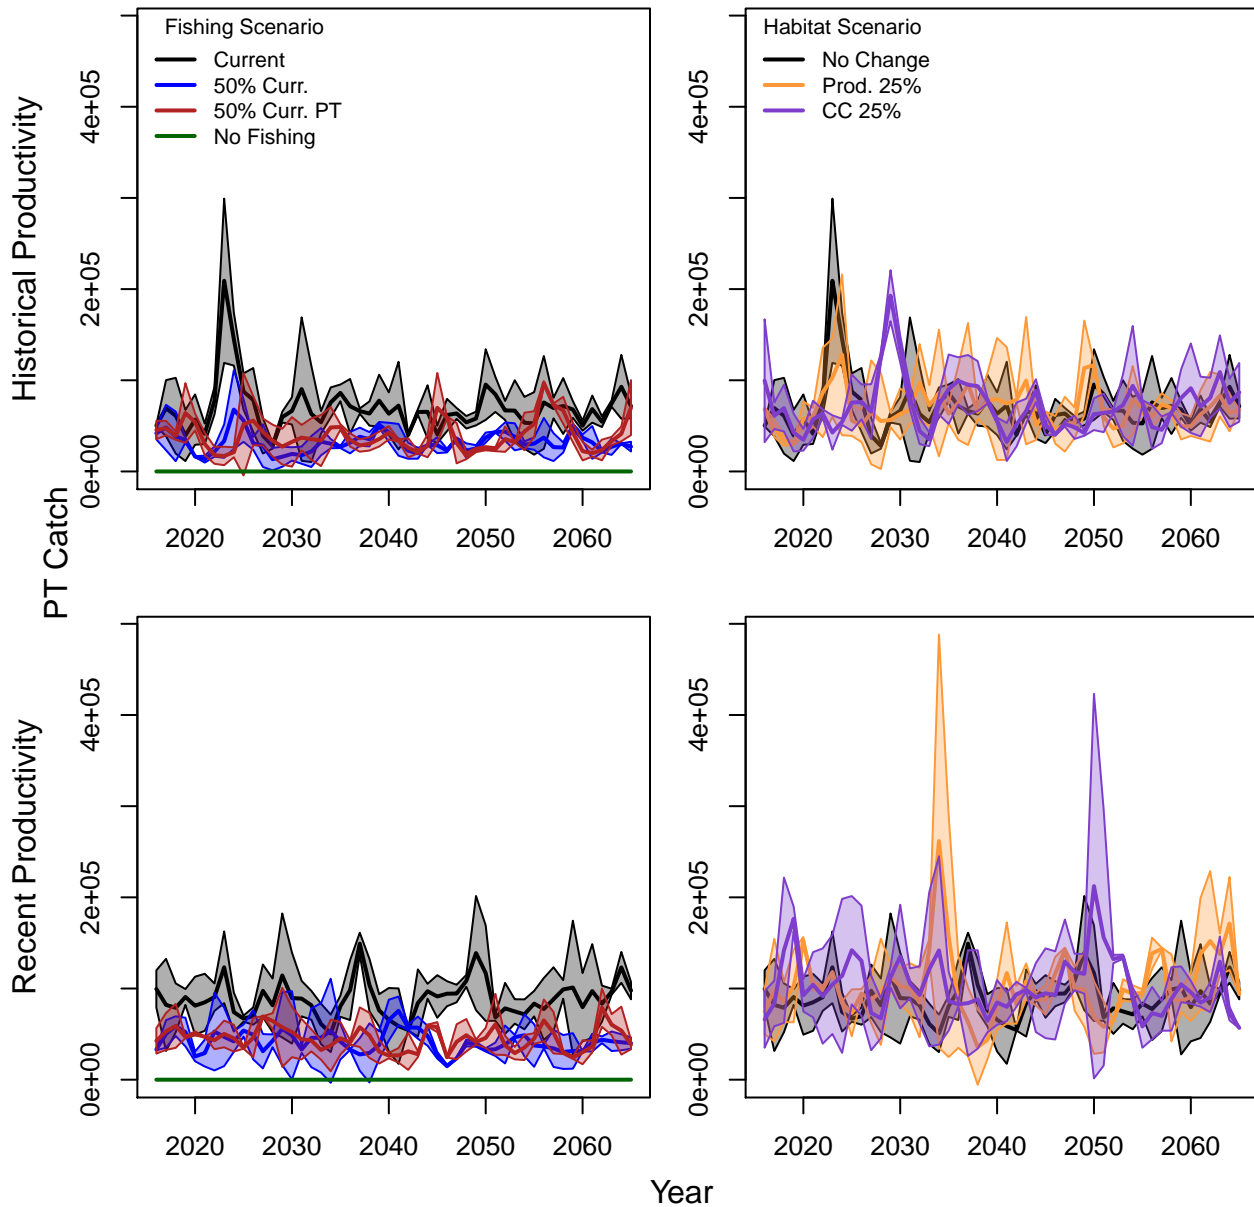 Fishing Scenario
Current
50% Curr.
50% Curr. PT
No Fishing
Habitat Scenario
No Change
Prod. 25%
CC 25%
Historical Productivity
0e+00
2e+05
4e+05
0e+00
2e+05
4e+05
2020
2030
2040
2050
2060
2020
2030
2040
2050
2060
PT Catch
Recent Productivity
0e+00
2e+05
4e+05
0e+00
2e+05
4e+05
2020
2030
2040
2050
2060
2020
2030
2040
2050
2060
Year